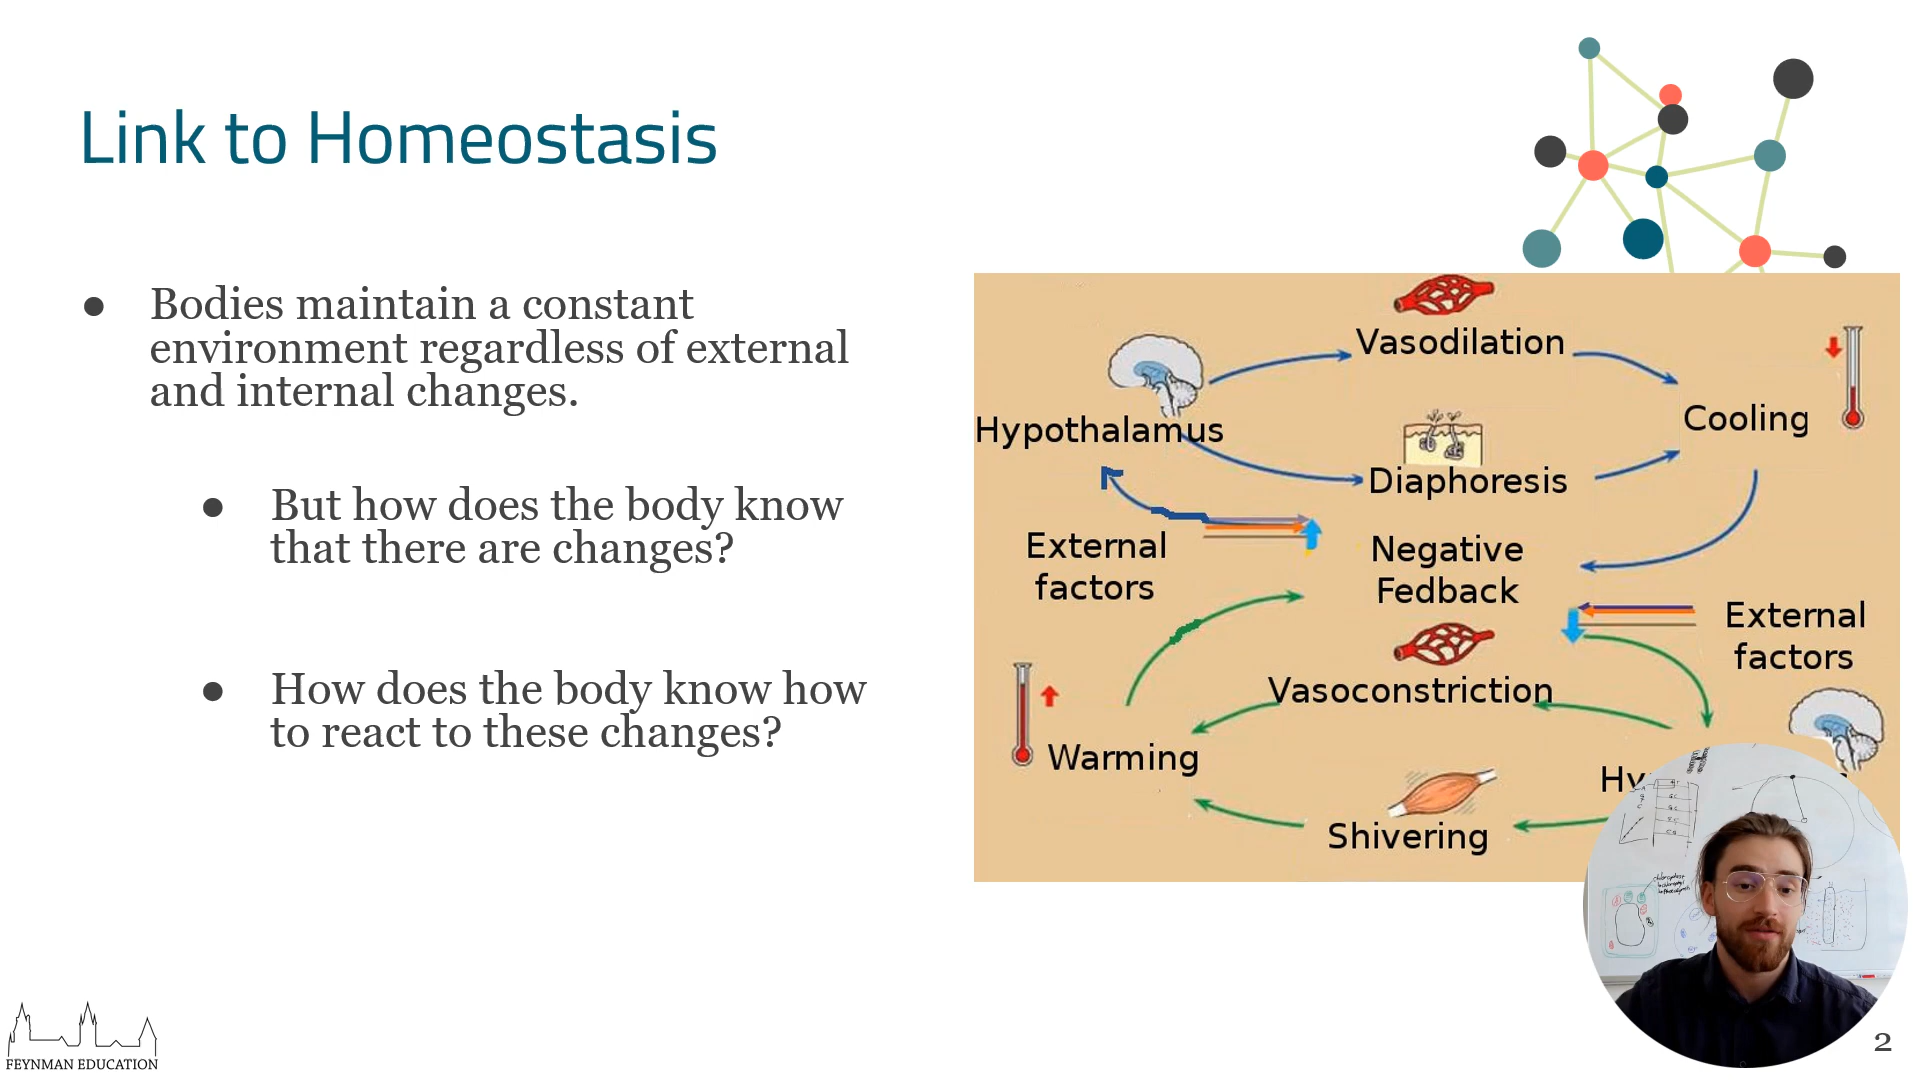 Link to Homeostasis
● Bodies maintain a constant
environment regardless of external
and internal changes.
● But how does the body know
that there are changes?
● How does the body know how
to react to these changes?
Vasodilation
Cooling
Hypothalamus
Diaphoresis
External
factors
Negative
Fedback
External
factors
Vasoconstriction
Warming
Shivering
FEYNMAN EDUCATION
2